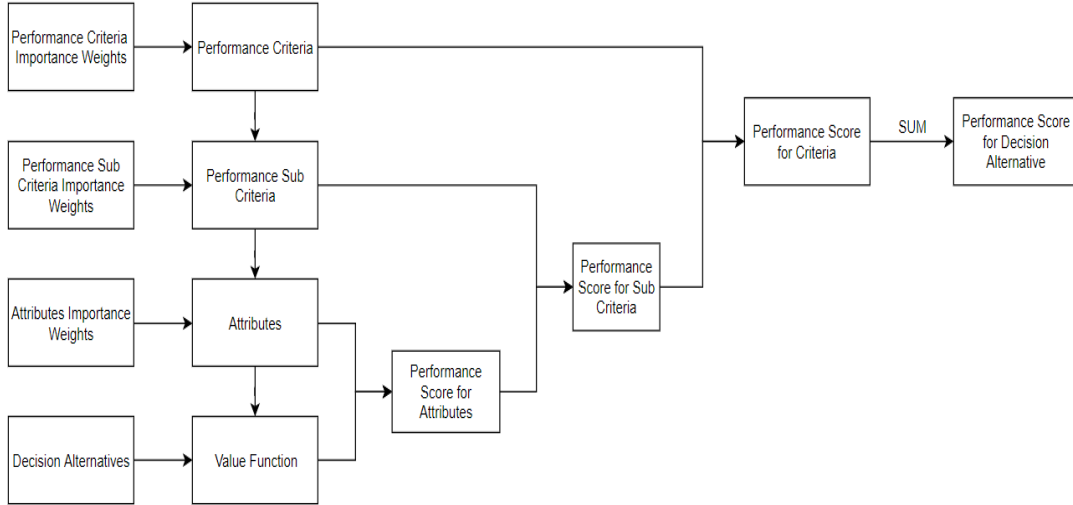 Performance Criteria
Importance Weights
Performance Criteria
Performance Score
for Criteria
SUM
Performance Score
for Decision
Alternative
Performance Sub
Criteria Importance
Weights
Performance Sub
Criteria
Performance
Score for Sub
Criteria
Attributes Importance
Weights
Attributes
Performance
Score for
Attributes
Decision Alternatives
Value Function